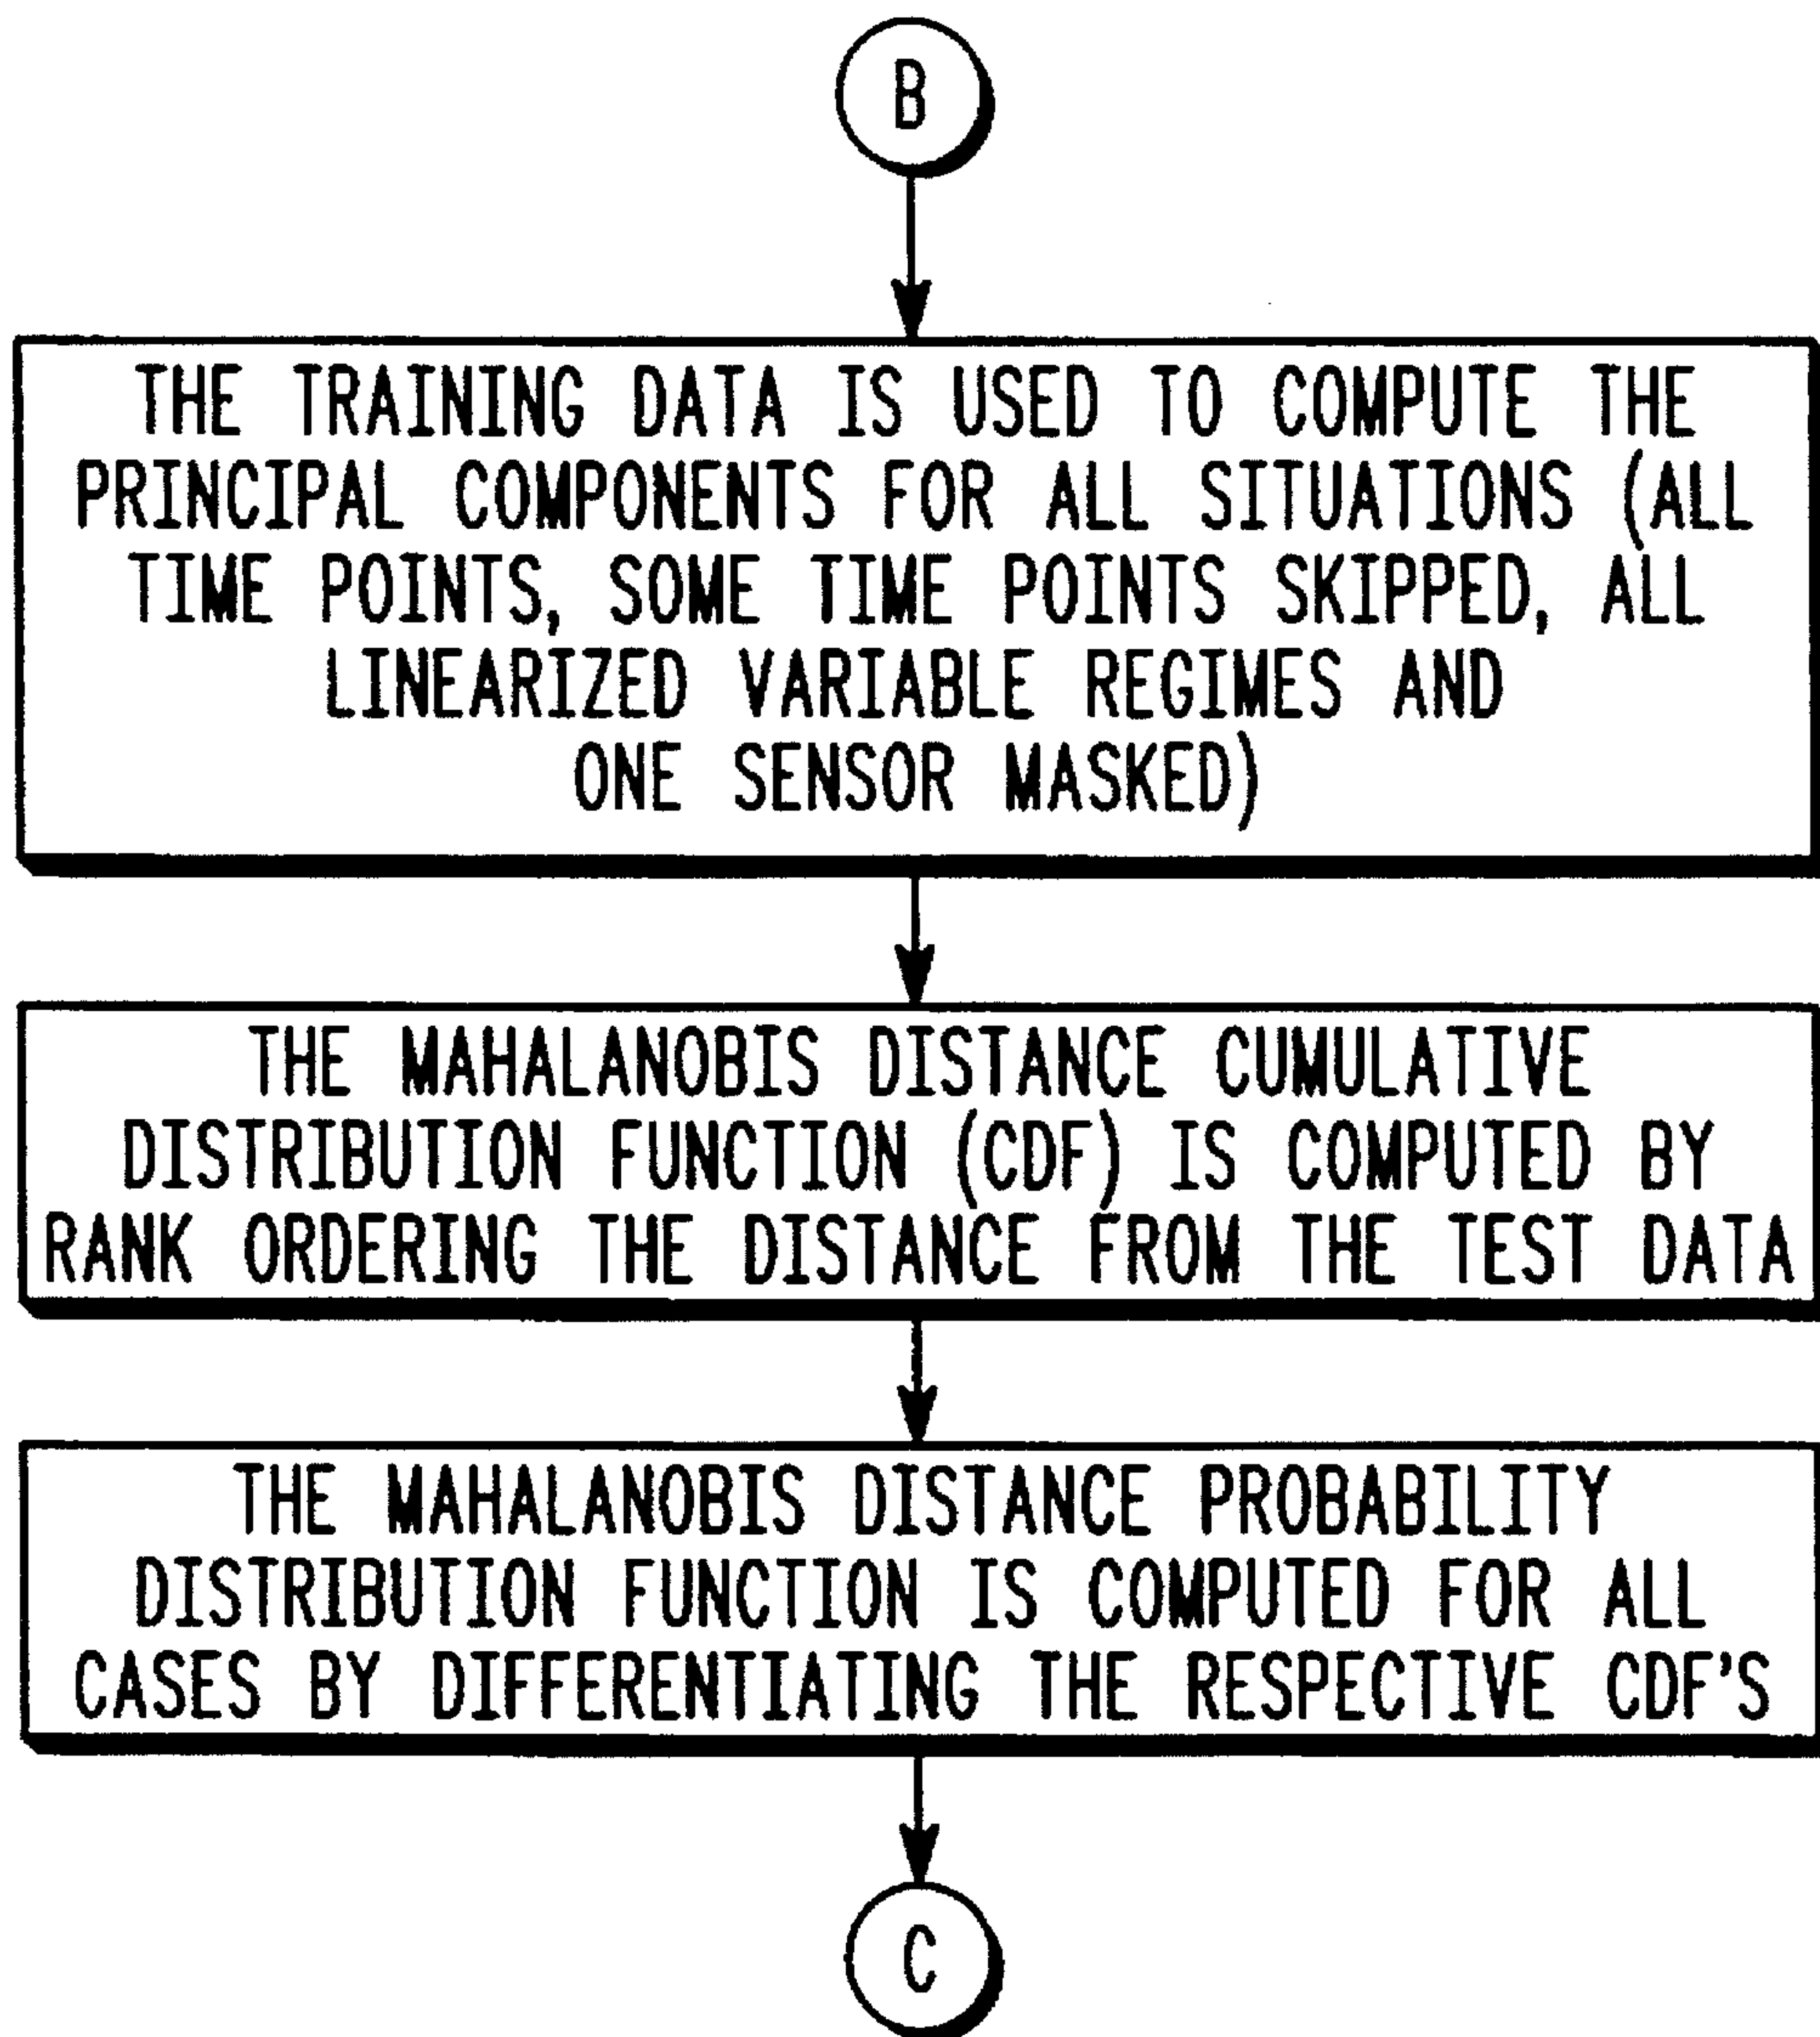 B
THE TRAINING DATA IS USED TO COMPUTE THE
PRINCIPAL COMPONENTS FOR ALL SITUATIONS (ALL
TIME POINTS, SOME TIME POINTS SKIPPED, ALL
LINEARIZED VARIABLE REGIMES AND
ONE SENSOR MASKED)
THE MAHALANOBIS DISTANCE CUMULATIVE
DISTRIBUTION FUNCTION (CDF) IS COMPUTED BY
RANK ORDERING THE DISTANCE FROM THE TEST DATA
THE MAHALANOBIS DISTANCE PROBABILITY
DISTRIBUTION FUNCTION IS COMPUTED FOR ALL
CASES BY DIFFERENTIATING THE RESPECTIVE CDF'S
C